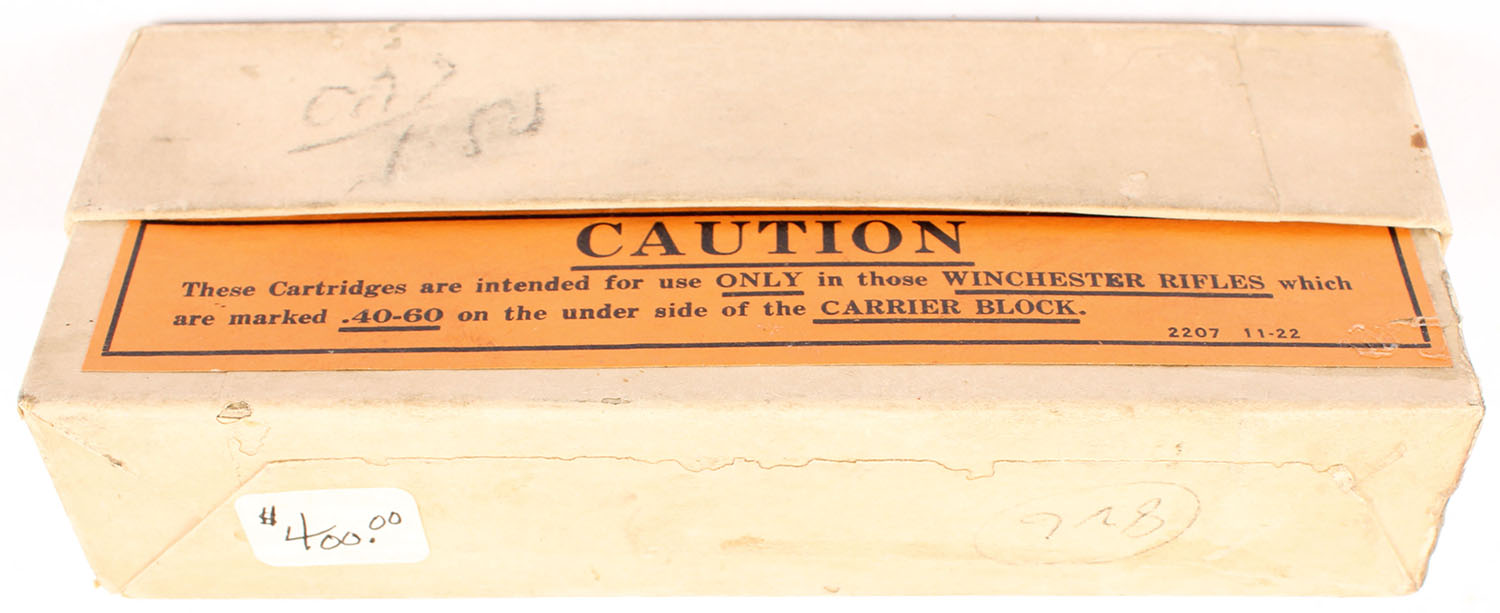 CAUTION
These Cartridges are intended for use ONLY in those WINCHESTER RIFLES which
are marked .40-60 on the under side of the CARRIER BLOCK.
2207 11-22
$400.00